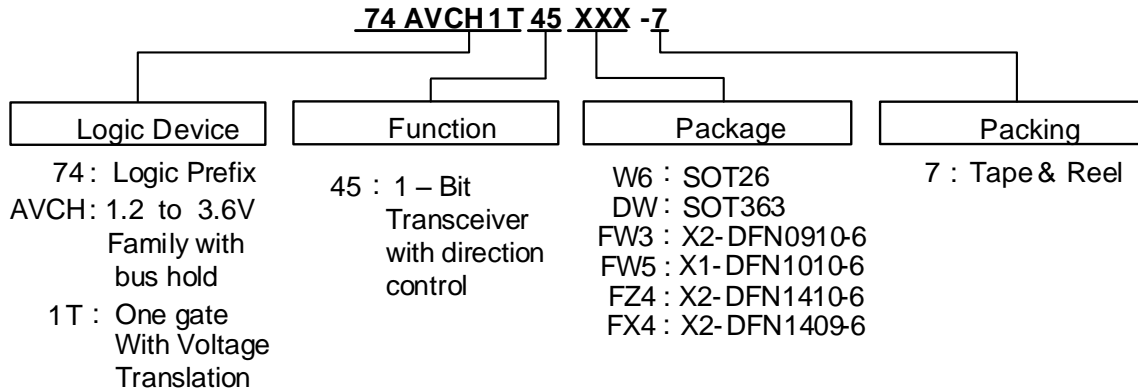 74 AVCH1T 45 XXX -7
Logic Device
74 : Logic Prefix
AVCH : 1.2 to 3.6V
Family with
bus hold
1T : One gate
With Voltage
Translation
Function
45 : 1 – Bit
Transceiver
with direction
control
Package
W6 : SOT26
DW : SOT363
FW3 : X2-DFN0910-6
FW5 : X1-DFN1010-6
FZ4 : X2-DFN1410-6
FX4 : X2-DFN1409-6
Packing
7 : Tape & Reel